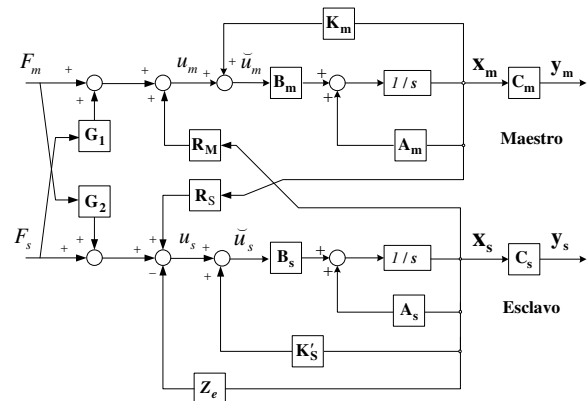 K_m
F_m + + + + u_m + + ŭ_m B_m + + 1/s x_m C_m y_m
G_1
R_M
A_m
Maestro
R_S
G_2
F_s + + + + − u_s + + ŭ_s B_s + + 1/s x_s C_s y_s
A_s
Esclavo
K'_S
Z_e